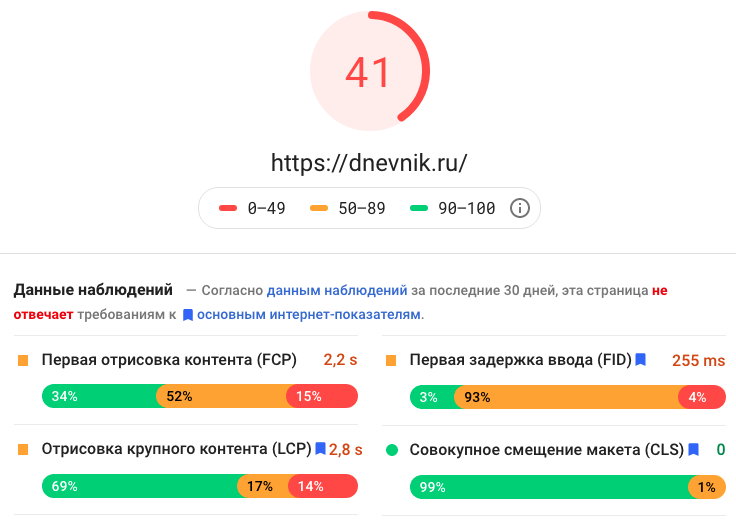 41
https://dnevnik.ru/
0–49 50–89 90–100
Данные наблюдений — Согласно данным наблюдений за последние 30 дней, эта страница не
отвечает требованиям к основным интернет-показателям.
Первая отрисовка контента (FCP) 2,2 s
34% 52% 15%
Первая задержка ввода (FID) 255 ms
3% 93% 4%
Отрисовка крупного контента (LCP) 2,8 s
69% 17% 14%
Совокупное смещение макета (CLS) 0
99% 1%